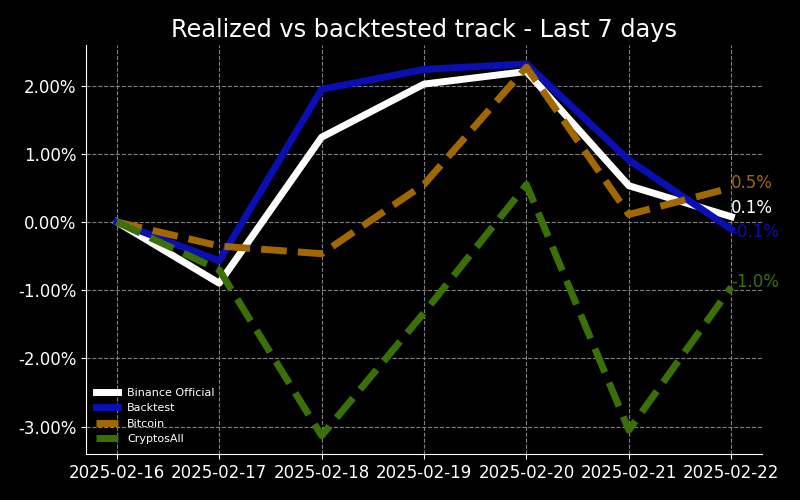 Realized vs backtested track - Last 7 days
2.00%
1.00%
0.00%
-1.00%
-2.00%
-3.00%
0.5%
0.1%
-0.1%
-1.0%
Binance Official
Backtest
Bitcoin
CryptosAll
2025-02-16 2025-02-17 2025-02-18 2025-02-19 2025-02-20 2025-02-21 2025-02-22